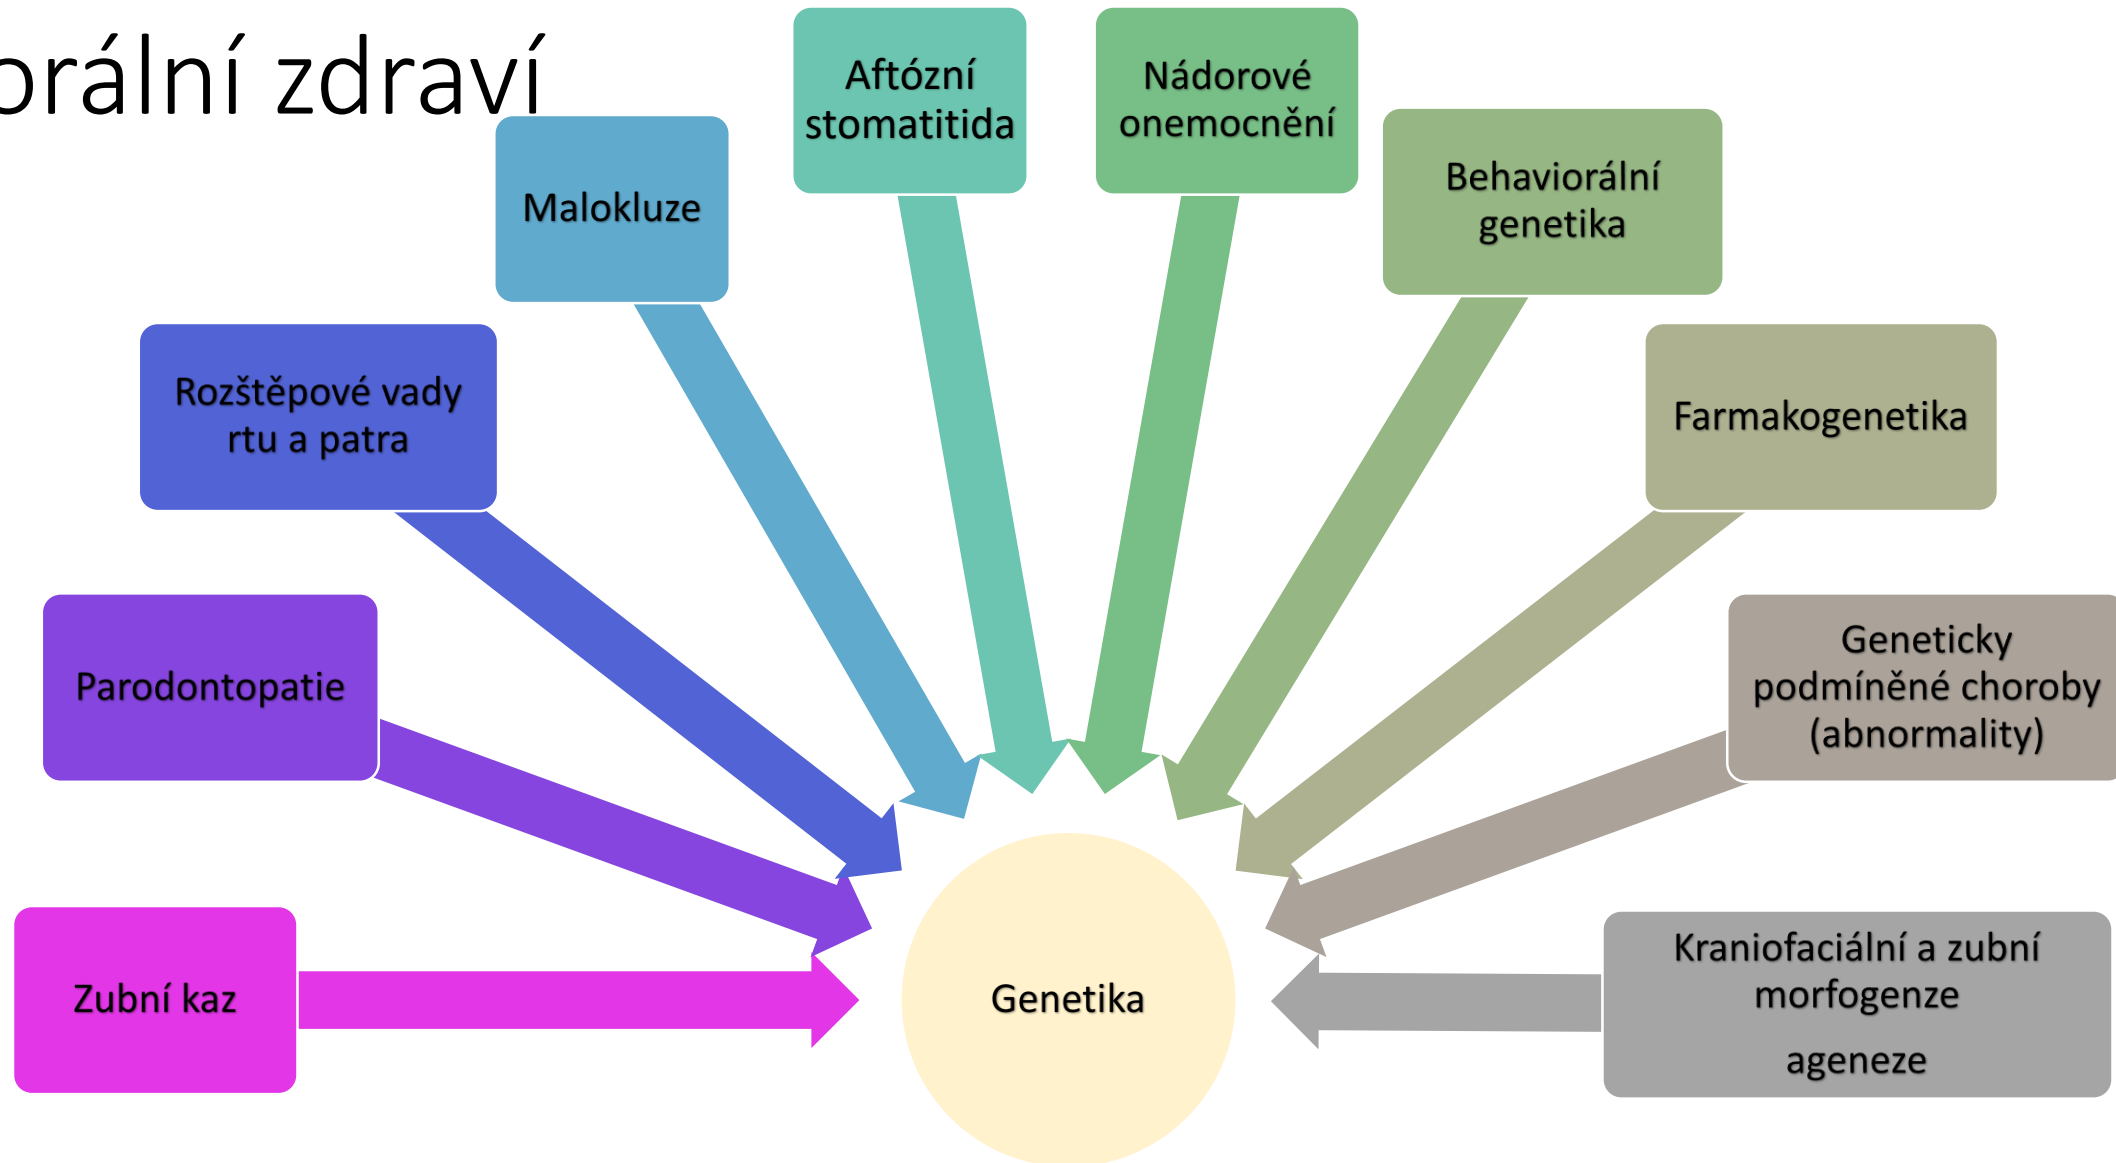 orální zdraví
Aftózní
stomatitida
Nádorové
onemocnění
Behaviorální
genetika
Malokluze
Rozštěpové vady
rtu a patra
Farmakogenetika
Parodontopatie
Geneticky
podmíněné choroby
(abnormality)
Zubní kaz
Genetika
Kraniofaciální a zubní
morfogenze
ageneze